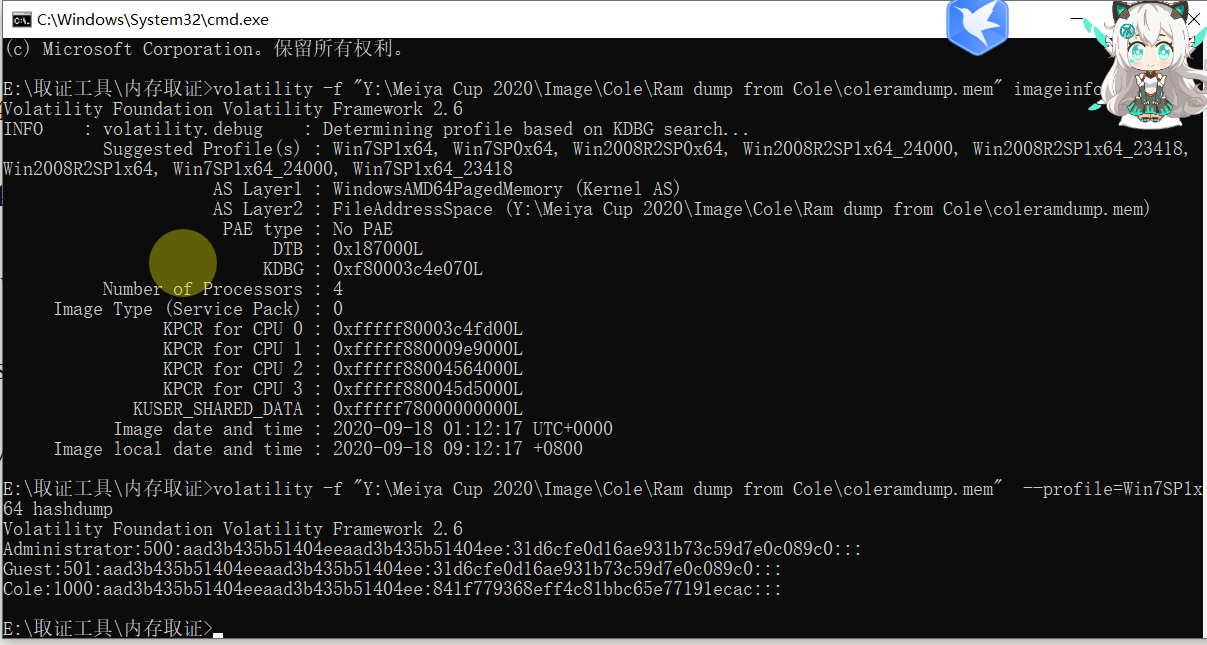 C:\Windows\System32\cmd.exe
(c) Microsoft Corporation。保留所有权利。
E:\取证工具\内存取证>volatility -f "Y:\Meiya Cup 2020\Image\Cole\Ram dump from Cole\coleramdump.mem" imageinfo
Volatility Foundation Volatility Framework 2.6
INFO    : volatility.debug    : Determining profile based on KDBG search...
Suggested Profile(s) : Win7SP1x64, Win7SP0x64, Win2008R2SP0x64, Win2008R2SP1x64_24000, Win2008R2SP1x64_23418,
Win2008R2SP1x64, Win7SP1x64_24000, Win7SP1x64_23418
AS Layer1 : WindowsAMD64PagedMemory (Kernel AS)
AS Layer2 : FileAddressSpace (Y:\Meiya Cup 2020\Image\Cole\Ram dump from Cole\coleramdump.mem)
PAE type : No PAE
DTB : 0x187000L
KDBG : 0xf80003c4e070L
Number of Processors : 4
Image Type (Service Pack) : 0
KPCR for CPU 0 : 0xfffff80003c4fd00L
KPCR for CPU 1 : 0xfffff880009e9000L
KPCR for CPU 2 : 0xfffff88004564000L
KPCR for CPU 3 : 0xfffff880045d5000L
KUSER_SHARED_DATA : 0xfffff78000000000L
Image date and time : 2020-09-18 01:12:17 UTC+0000
Image local date and time : 2020-09-18 09:12:17 +0800
E:\取证工具\内存取证>volatility -f "Y:\Meiya Cup 2020\Image\Cole\Ram dump from Cole\coleramdump.mem"  --profile=Win7SP1x
64 hashdump
Volatility Foundation Volatility Framework 2.6
Administrator:500:aad3b435b51404eeaad3b435b51404ee:31d6cfe0d16ae931b73c59d7e0c089c0:::
Guest:501:aad3b435b51404eeaad3b435b51404ee:31d6cfe0d16ae931b73c59d7e0c089c0:::
Cole:1000:aad3b435b51404eeaad3b435b51404ee:841f779368eff4c81bbc65e77191ecac:::
E:\取证工具\内存取证>